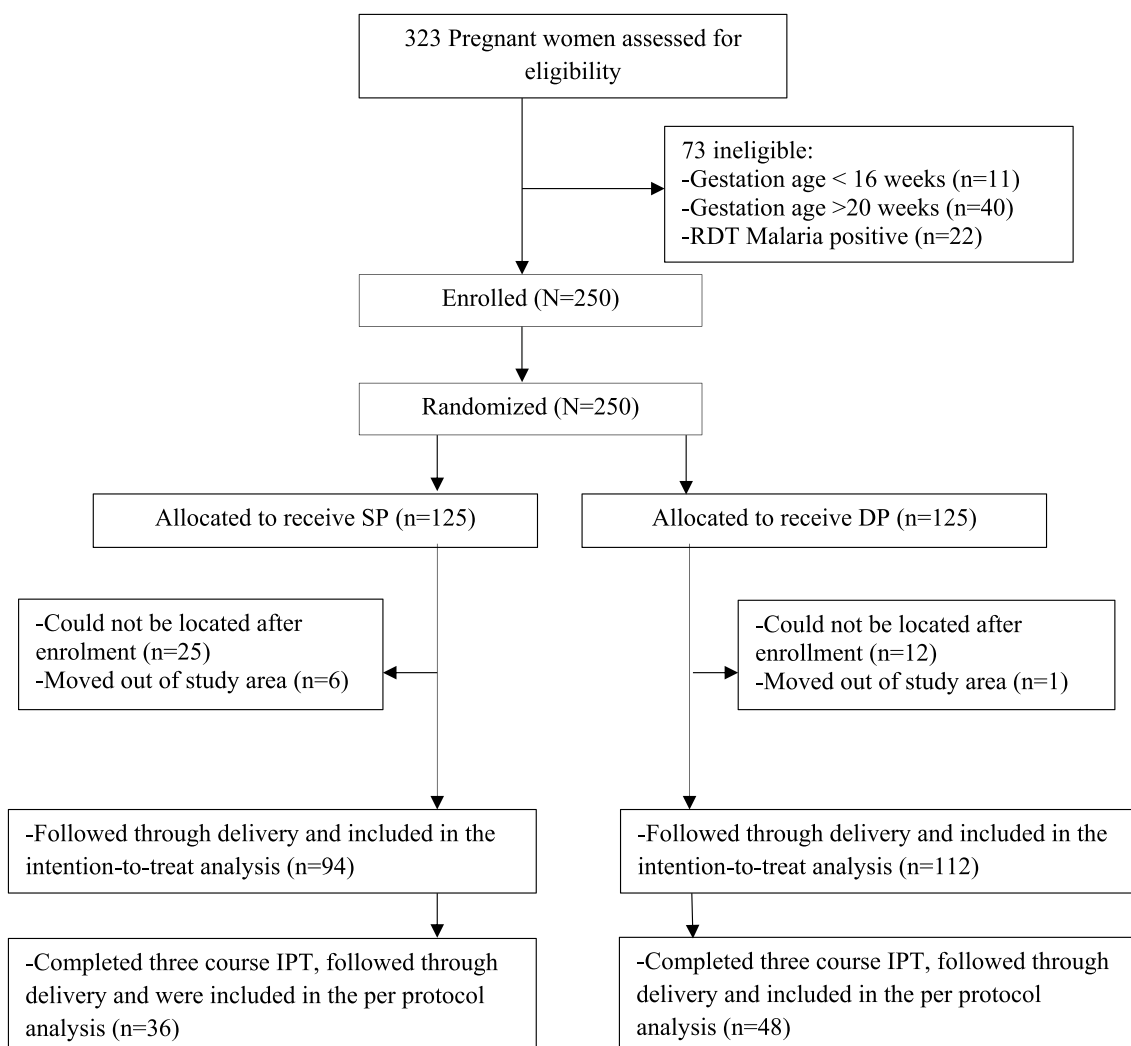 323 Pregnant women assessed for
eligibility
73 ineligible:
-Gestation age < 16 weeks (n=11)
-Gestation age >20 weeks (n=40)
-RDT Malaria positive (n=22)
Enrolled (N=250)
Randomized (N=250)
Allocated to receive SP (n=125)
Allocated to receive DP (n=125)
-Could not be located after
enrolment (n=25)
-Moved out of study area (n=6)
-Could not be located after
enrollment (n=12)
-Moved out of study area (n=1)
-Followed through delivery and included in the
intention-to-treat analysis (n=94)
-Followed through delivery and included in the
intention-to-treat analysis (n=112)
-Completed three course IPT, followed through
delivery and were included in the per protocol
analysis (n=36)
-Completed three course IPT, followed through
delivery and included in the per protocol
analysis (n=48)